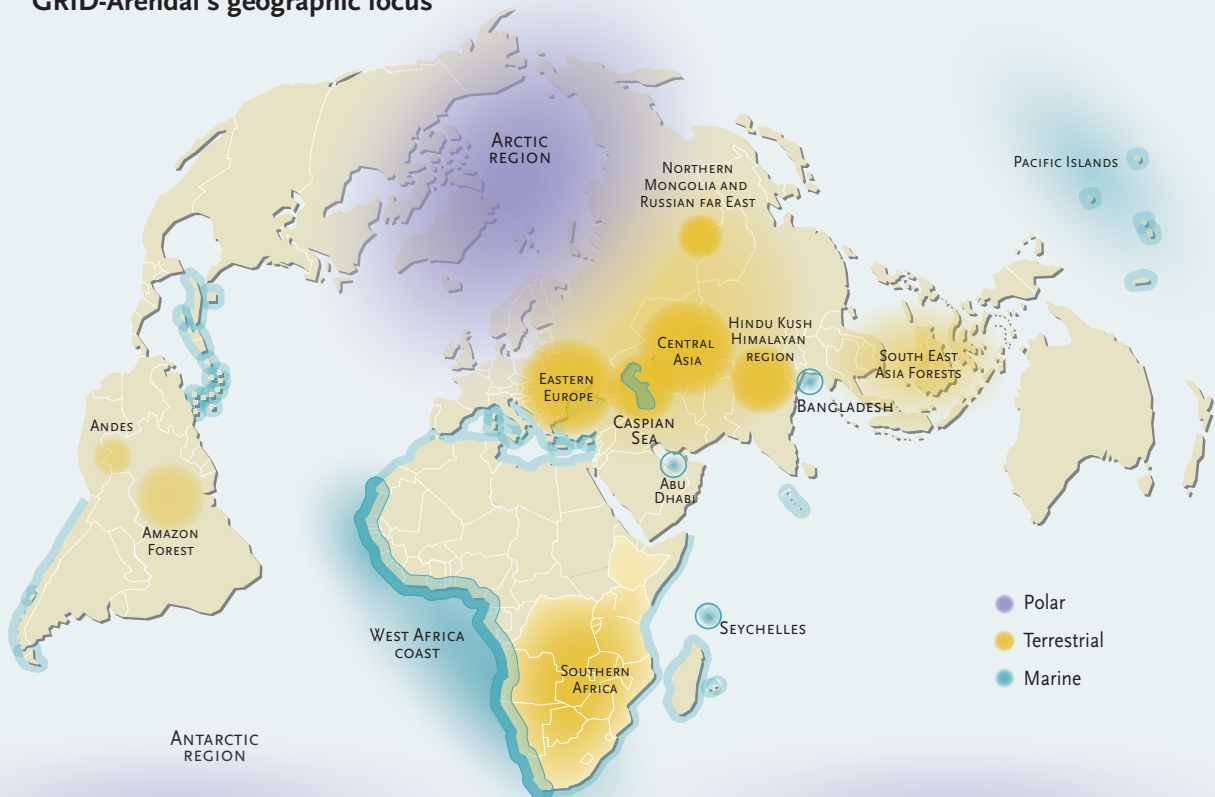 GRID-Arendal's geographic focus
ARCTIC
REGION
NORTHERN
MONGOLIA AND
RUSSIAN FAR EAST
PACIFIC ISLANDS
HINDU KUSH
HIMALAYAN
REGION
CENTRAL
ASIA
SOUTH EAST
ASIA FORESTS
EASTERN
EUROPE
BANGLADESH
CASPIAN
SEA
ANDES
ABU
DHABI
AMAZON
FOREST
Polar
SEYCHELLES
WEST AFRICA
COAST
Terrestrial
SOUTHERN
AFRICA
Marine
ANTARCTIC
REGION